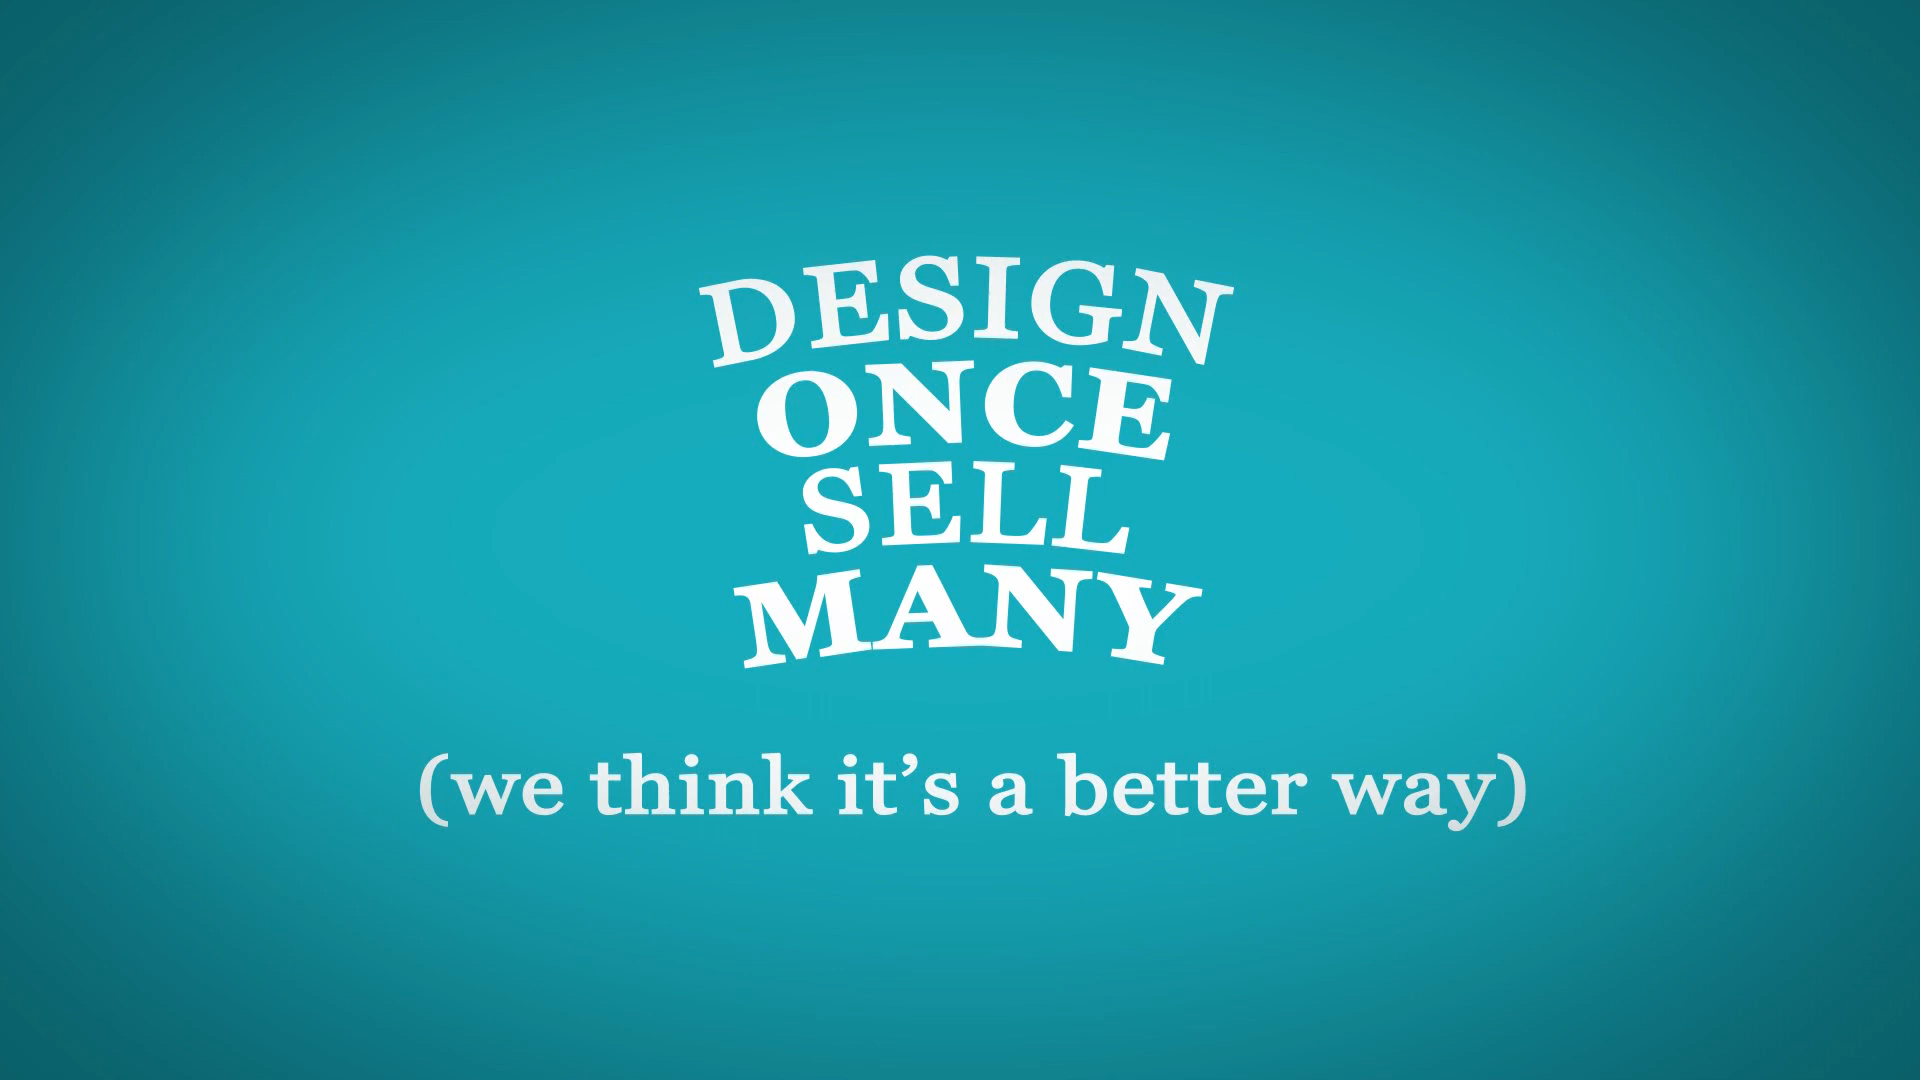 DESIGN
ONCE
SELL
MANY
(we think it’s a better way)